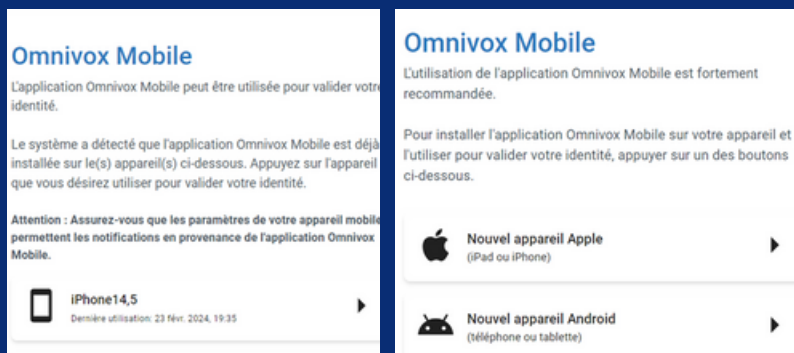 Omnivox Mobile
L'application Omnivox Mobile peut être utilisée pour valider votre
identité.
Le système a détecté que l'application Omnivox Mobile est déjà
installée sur le(s) appareil(s) ci-dessous. Appuyez sur l'appareil
que vous désirez utiliser pour valider votre identité.
Attention : Assurez-vous que les paramètres de votre appareil mobile
permettent les notifications en provenance de l'application Omnivox
Mobile.
iPhone14,5
Dernière utilisation: 23 févr. 2024, 19:35
Omnivox Mobile
L'utilisation de l'application Omnivox Mobile est fortement
recommandée.
Pour installer l'application Omnivox Mobile sur votre appareil et
l'utiliser pour valider votre identité, appuyer sur un des boutons
ci-dessous.
Nouvel appareil Apple
(iPad ou iPhone)
Nouvel appareil Android
(téléphone ou tablette)